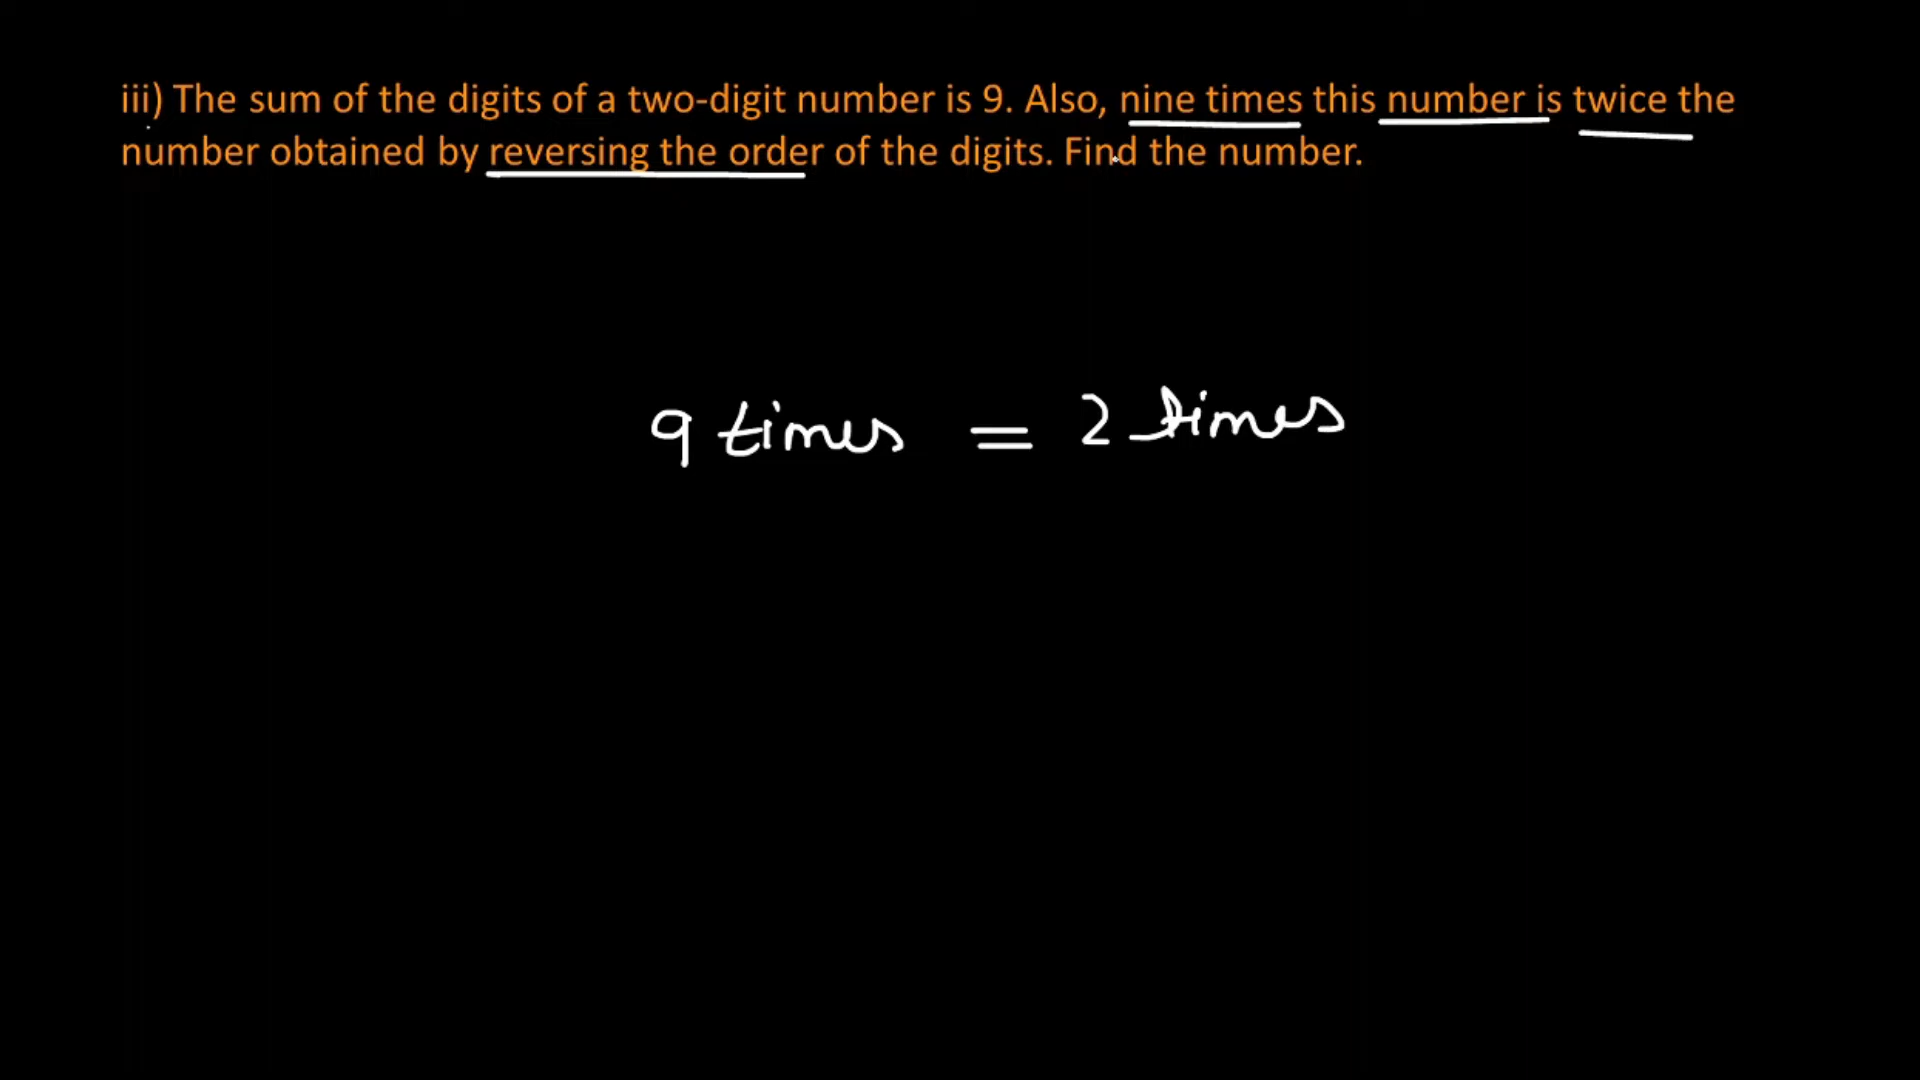 iii) The sum of the digits of a two-digit number is 9. Also, nine times this number is twice the
number obtained by reversing the order of the digits. Find the number.
9 times = 2 times